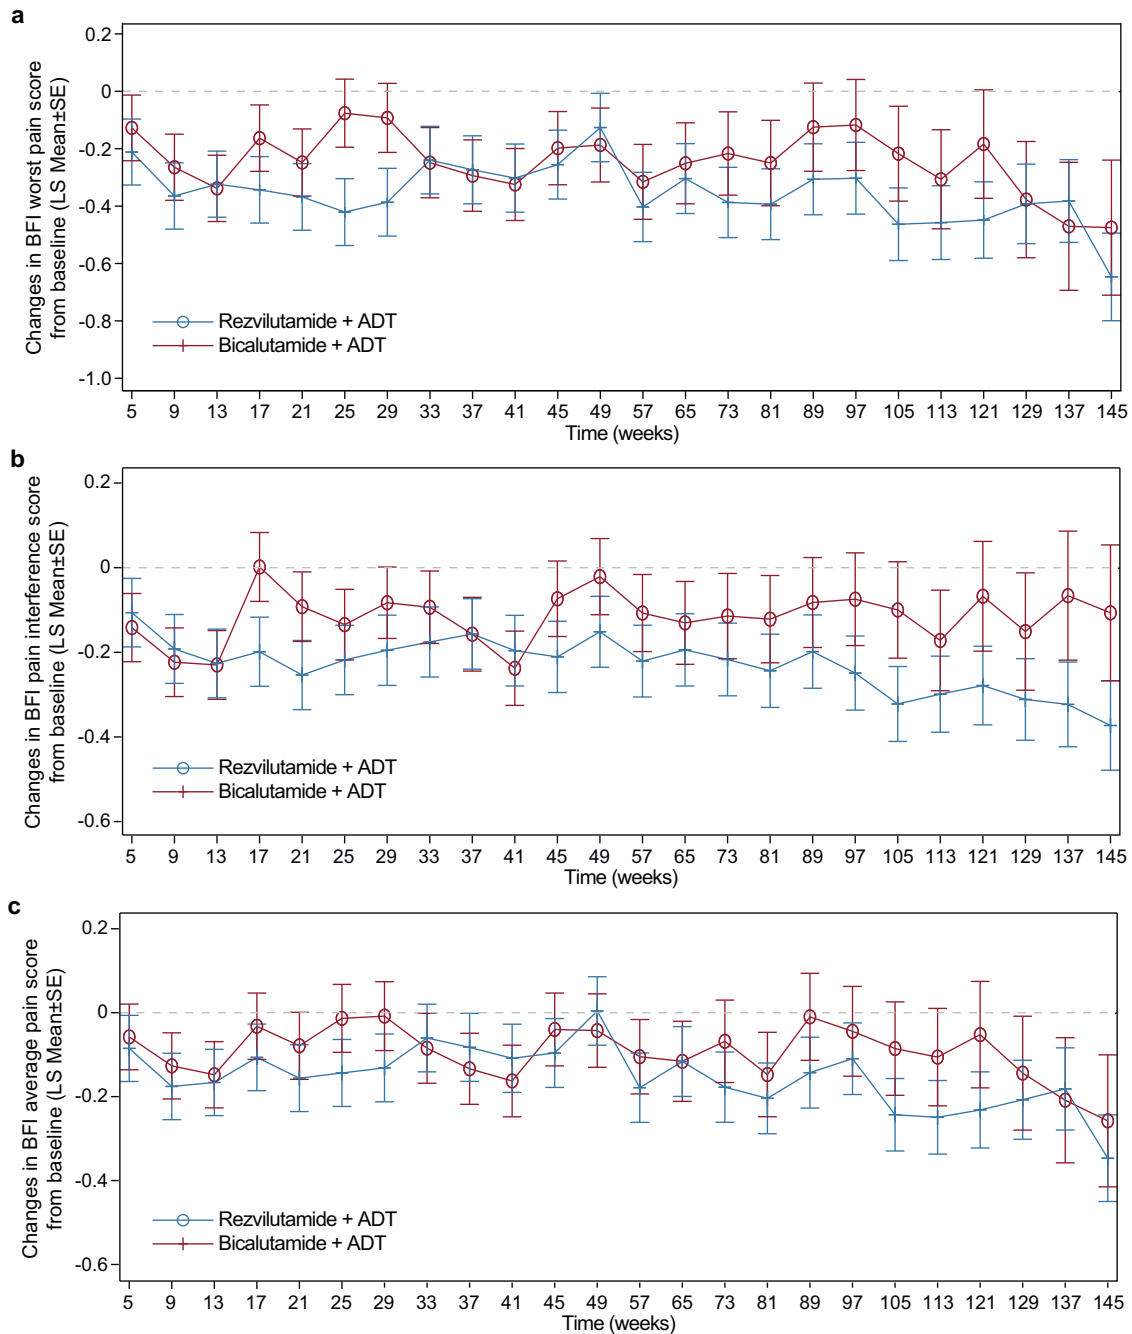 a
Changes in BFI worst pain score
from baseline (LS Mean±SE)
0.2
0
-0.2
-0.4
-0.6
-0.8
-1.0
Rezvilutamide + ADT
Bicalutamide + ADT
5 9 13 17 21 25 29 33 37 41 45 49 57 65 73 81 89 97 105 113 121 129 137 145
Time (weeks)
b
Changes in BFI pain interference score
from baseline (LS Mean±SE)
0.2
0
-0.2
-0.4
-0.6
Rezvilutamide + ADT
Bicalutamide + ADT
5 9 13 17 21 25 29 33 37 41 45 49 57 65 73 81 89 97 105 113 121 129 137 145
Time (weeks)
c
Changes in BFI average pain score
from baseline (LS Mean±SE)
0.2
0
-0.2
-0.4
-0.6
Rezvilutamide + ADT
Bicalutamide + ADT
5 9 13 17 21 25 29 33 37 41 45 49 57 65 73 81 89 97 105 113 121 129 137 145
Time (weeks)